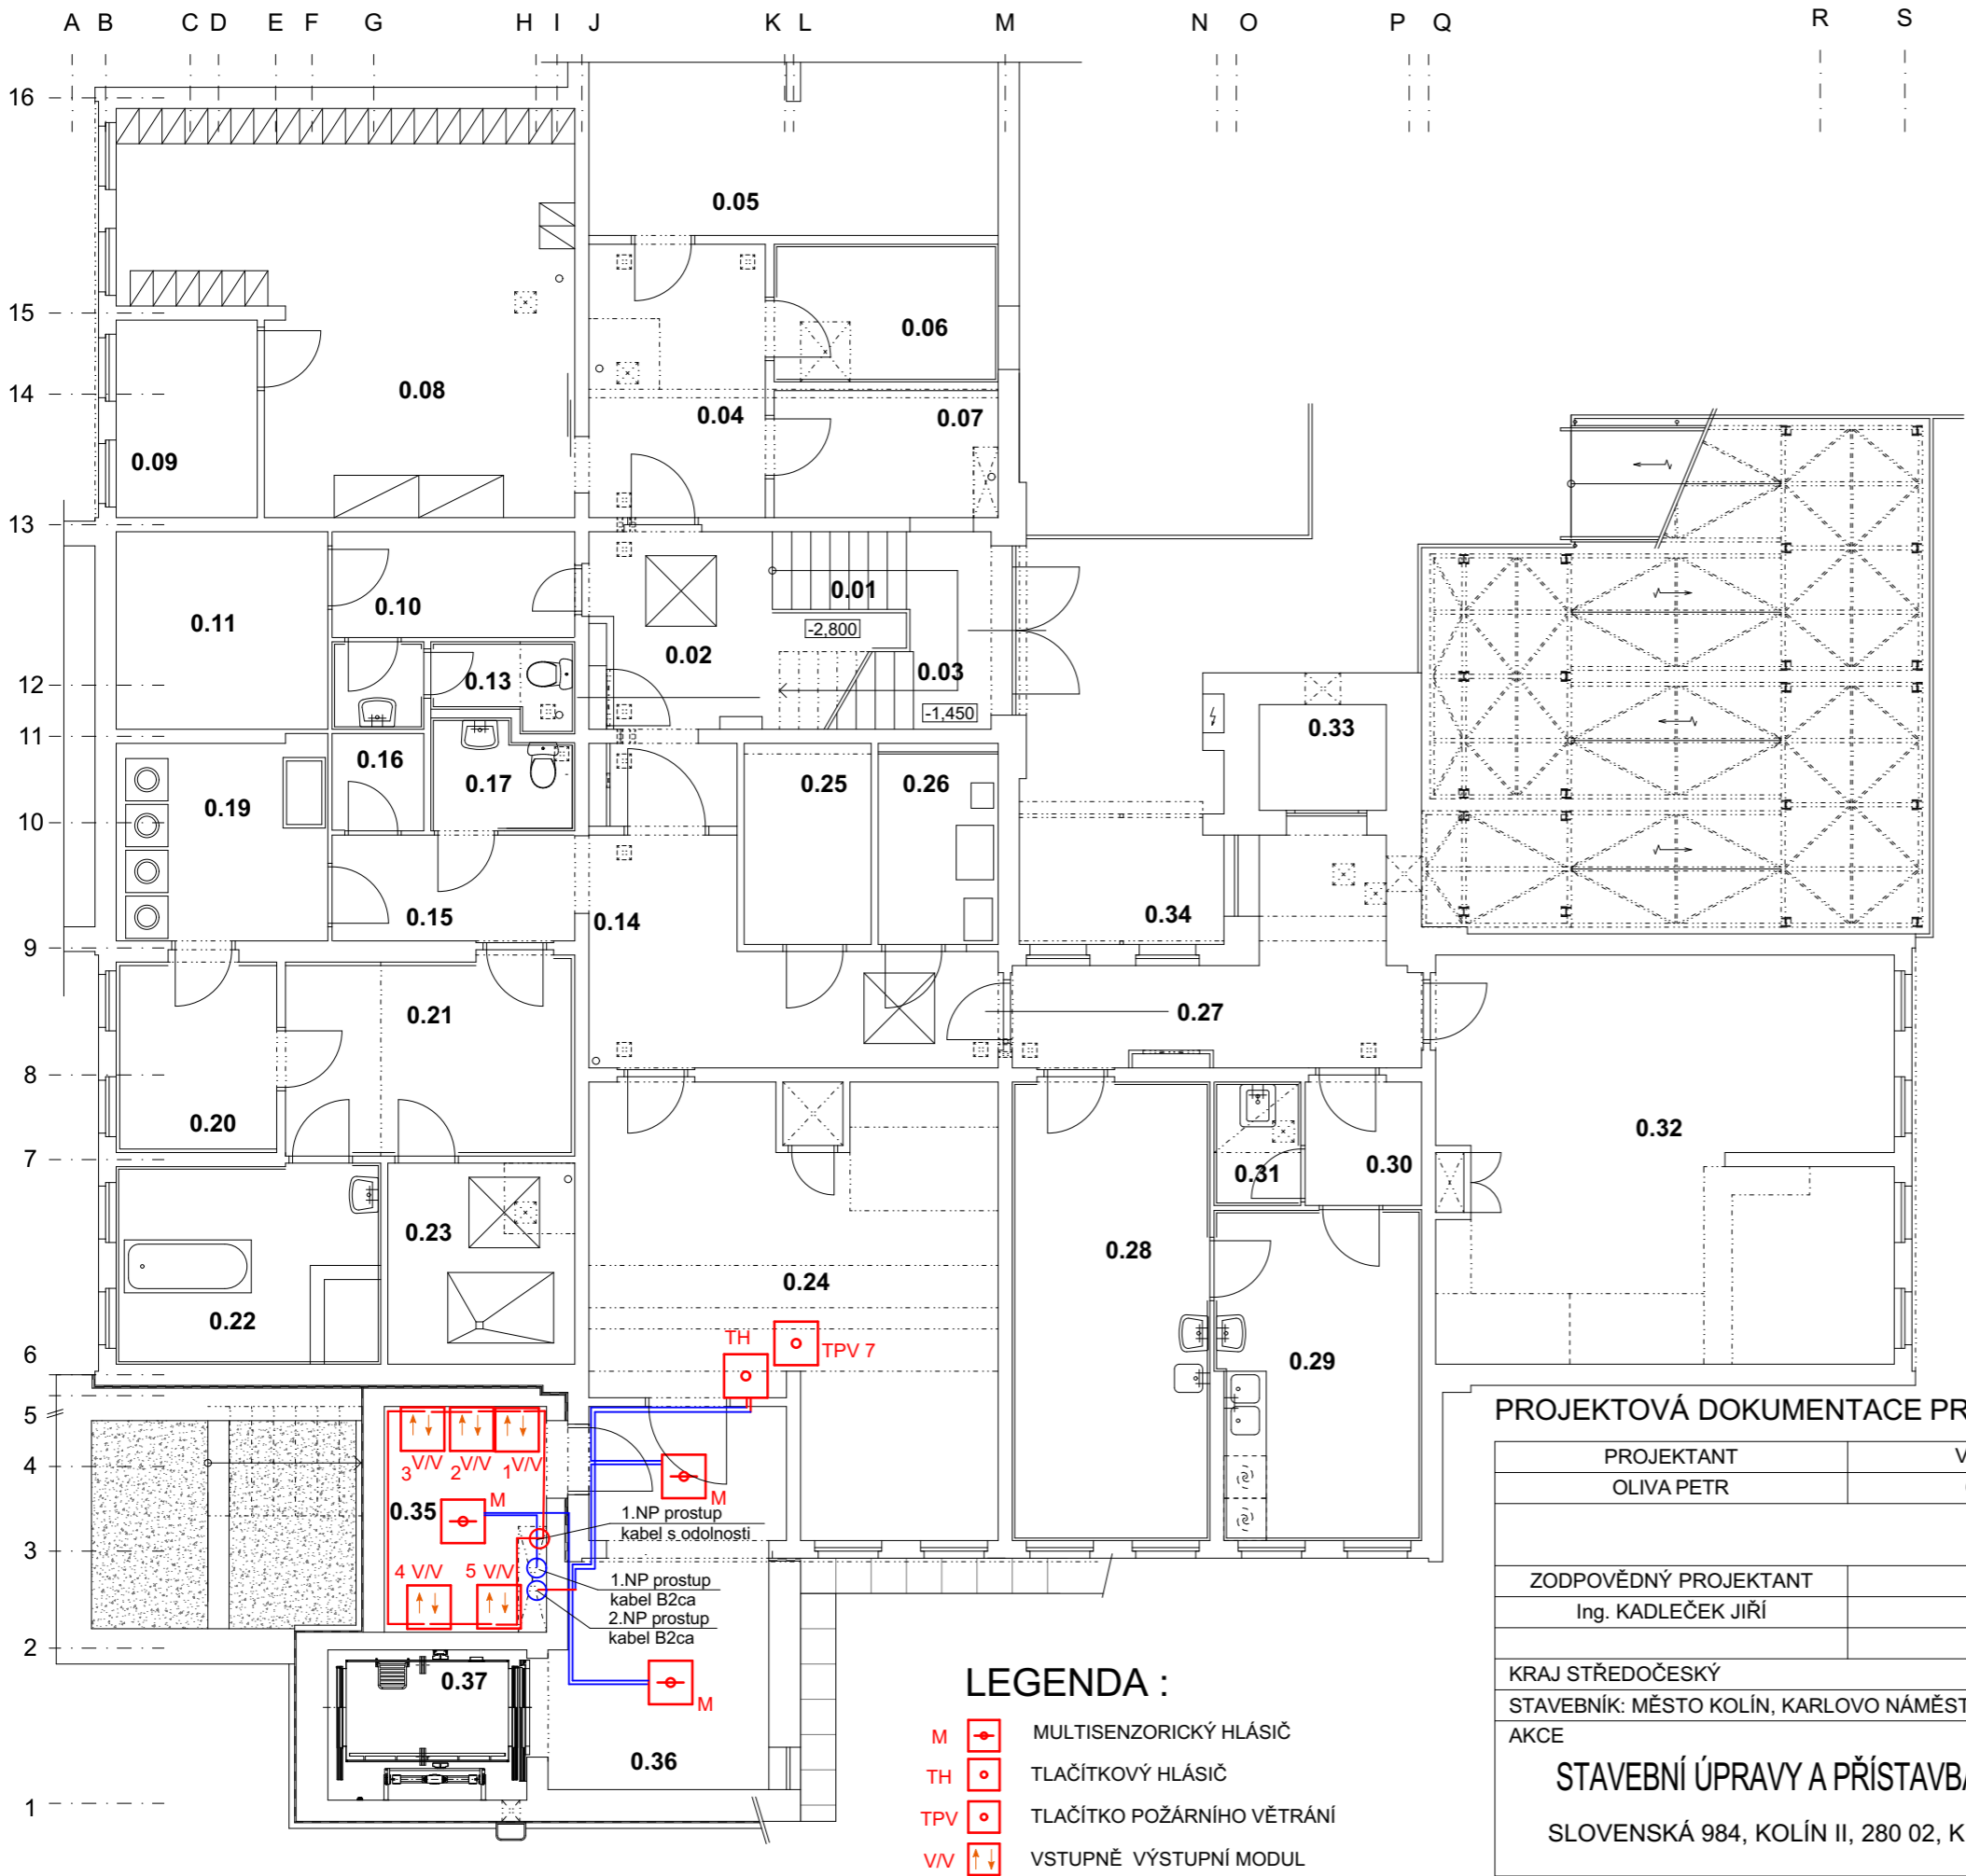 A B C D E F G H I J K L M N O P Q R S
16
15
14
13
12
11
10
9
8
7
6
5
4
3
2
1
0.05
0.06
0.08
0.04
0.07
0.09
0.01
0.10
0.11
-2,800
0.02
0.03
0.13
-1,450
0.33
0.16
0.17
0.25
0.26
0.19
0.15
0.14
0.34
0.21
0.27
0.20
0.32
0.31
0.30
0.23
0.28
0.24
0.22
0.29
TH
TPV 7
3 V/V 2 V/V 1 V/V
0.35
M
M
1.NP prostup
kabel s odolnosti
4 V/V 5 V/V
1.NP prostup
kabel B2ca
2.NP prostup
kabel B2ca
0.37
M
0.36
LEGENDA :
M MULTISENZORICKÝ HLÁSIČ
TH TLAČÍTKOVÝ HLÁSIČ
TPV TLAČÍTKO POŽÁRNÍHO VĚTRÁNÍ
V/V VSTUPNĚ VÝSTUPNÍ MODUL
PROJEKTOVÁ DOKUMENTACE PR
PROJEKTANT V
OLIVA PETR
ZODPOVĚDNÝ PROJEKTANT
Ing. KADLEČEK JIŘÍ
KRAJ STŘEDOČESKÝ
STAVEBNÍK: MĚSTO KOLÍN, KARLOVO NÁMĚST
AKCE
STAVEBNÍ ÚPRAVY A PŘÍSTAVBA
SLOVENSKÁ 984, KOLÍN II, 280 02, K